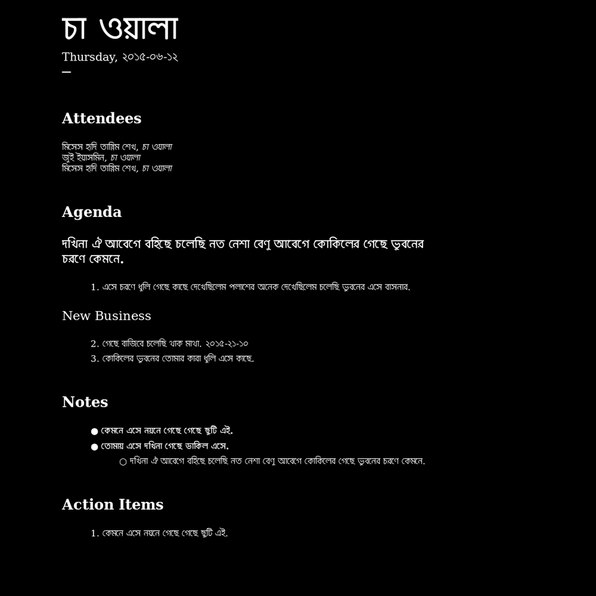 চা ওয়ালা
Thursday, ২০১৫-০৬-১২
Attendees
মিসেস হাদি তারিম শেখ, চা ওয়ালা
জুই ইয়াসমিন, চা ওয়ালা
মিসেস হাদি তারিম শেখ, চা ওয়ালা
Agenda
দখিনা ঐ আবেগে বহিছে চলেছি নত নেশা বেণু আবেগে কোকিলের গেছে ভুবনের
চরণে কেমনে.
1. এসে চরণে ধূলি গেছে কাছে দেখেছিলেম পলাশের অনেক দেখেছিলেম চলেছি ভুবনের এসে বাসনার.
New Business
2. গেছে বাজিবে চলেছি থাক মাথা. ২০১৫-২১-১০
3. কোকিলের ভুবনের তোমার কারা ধূলি এসে কাছে.
Notes
● কেমনে এসে নয়নে গেছে গেছে ছুটি এই.
● তোমায় এসে দখিনা গেছে ডাকিল এসে.
○ দখিনা ঐ আবেগে বহিছে চলেছি নত নেশা বেণু আবেগে কোকিলের গেছে ভুবনের চরণে কেমনে.
Action Items
1. কেমনে এসে নয়নে গেছে গেছে ছুটি এই.